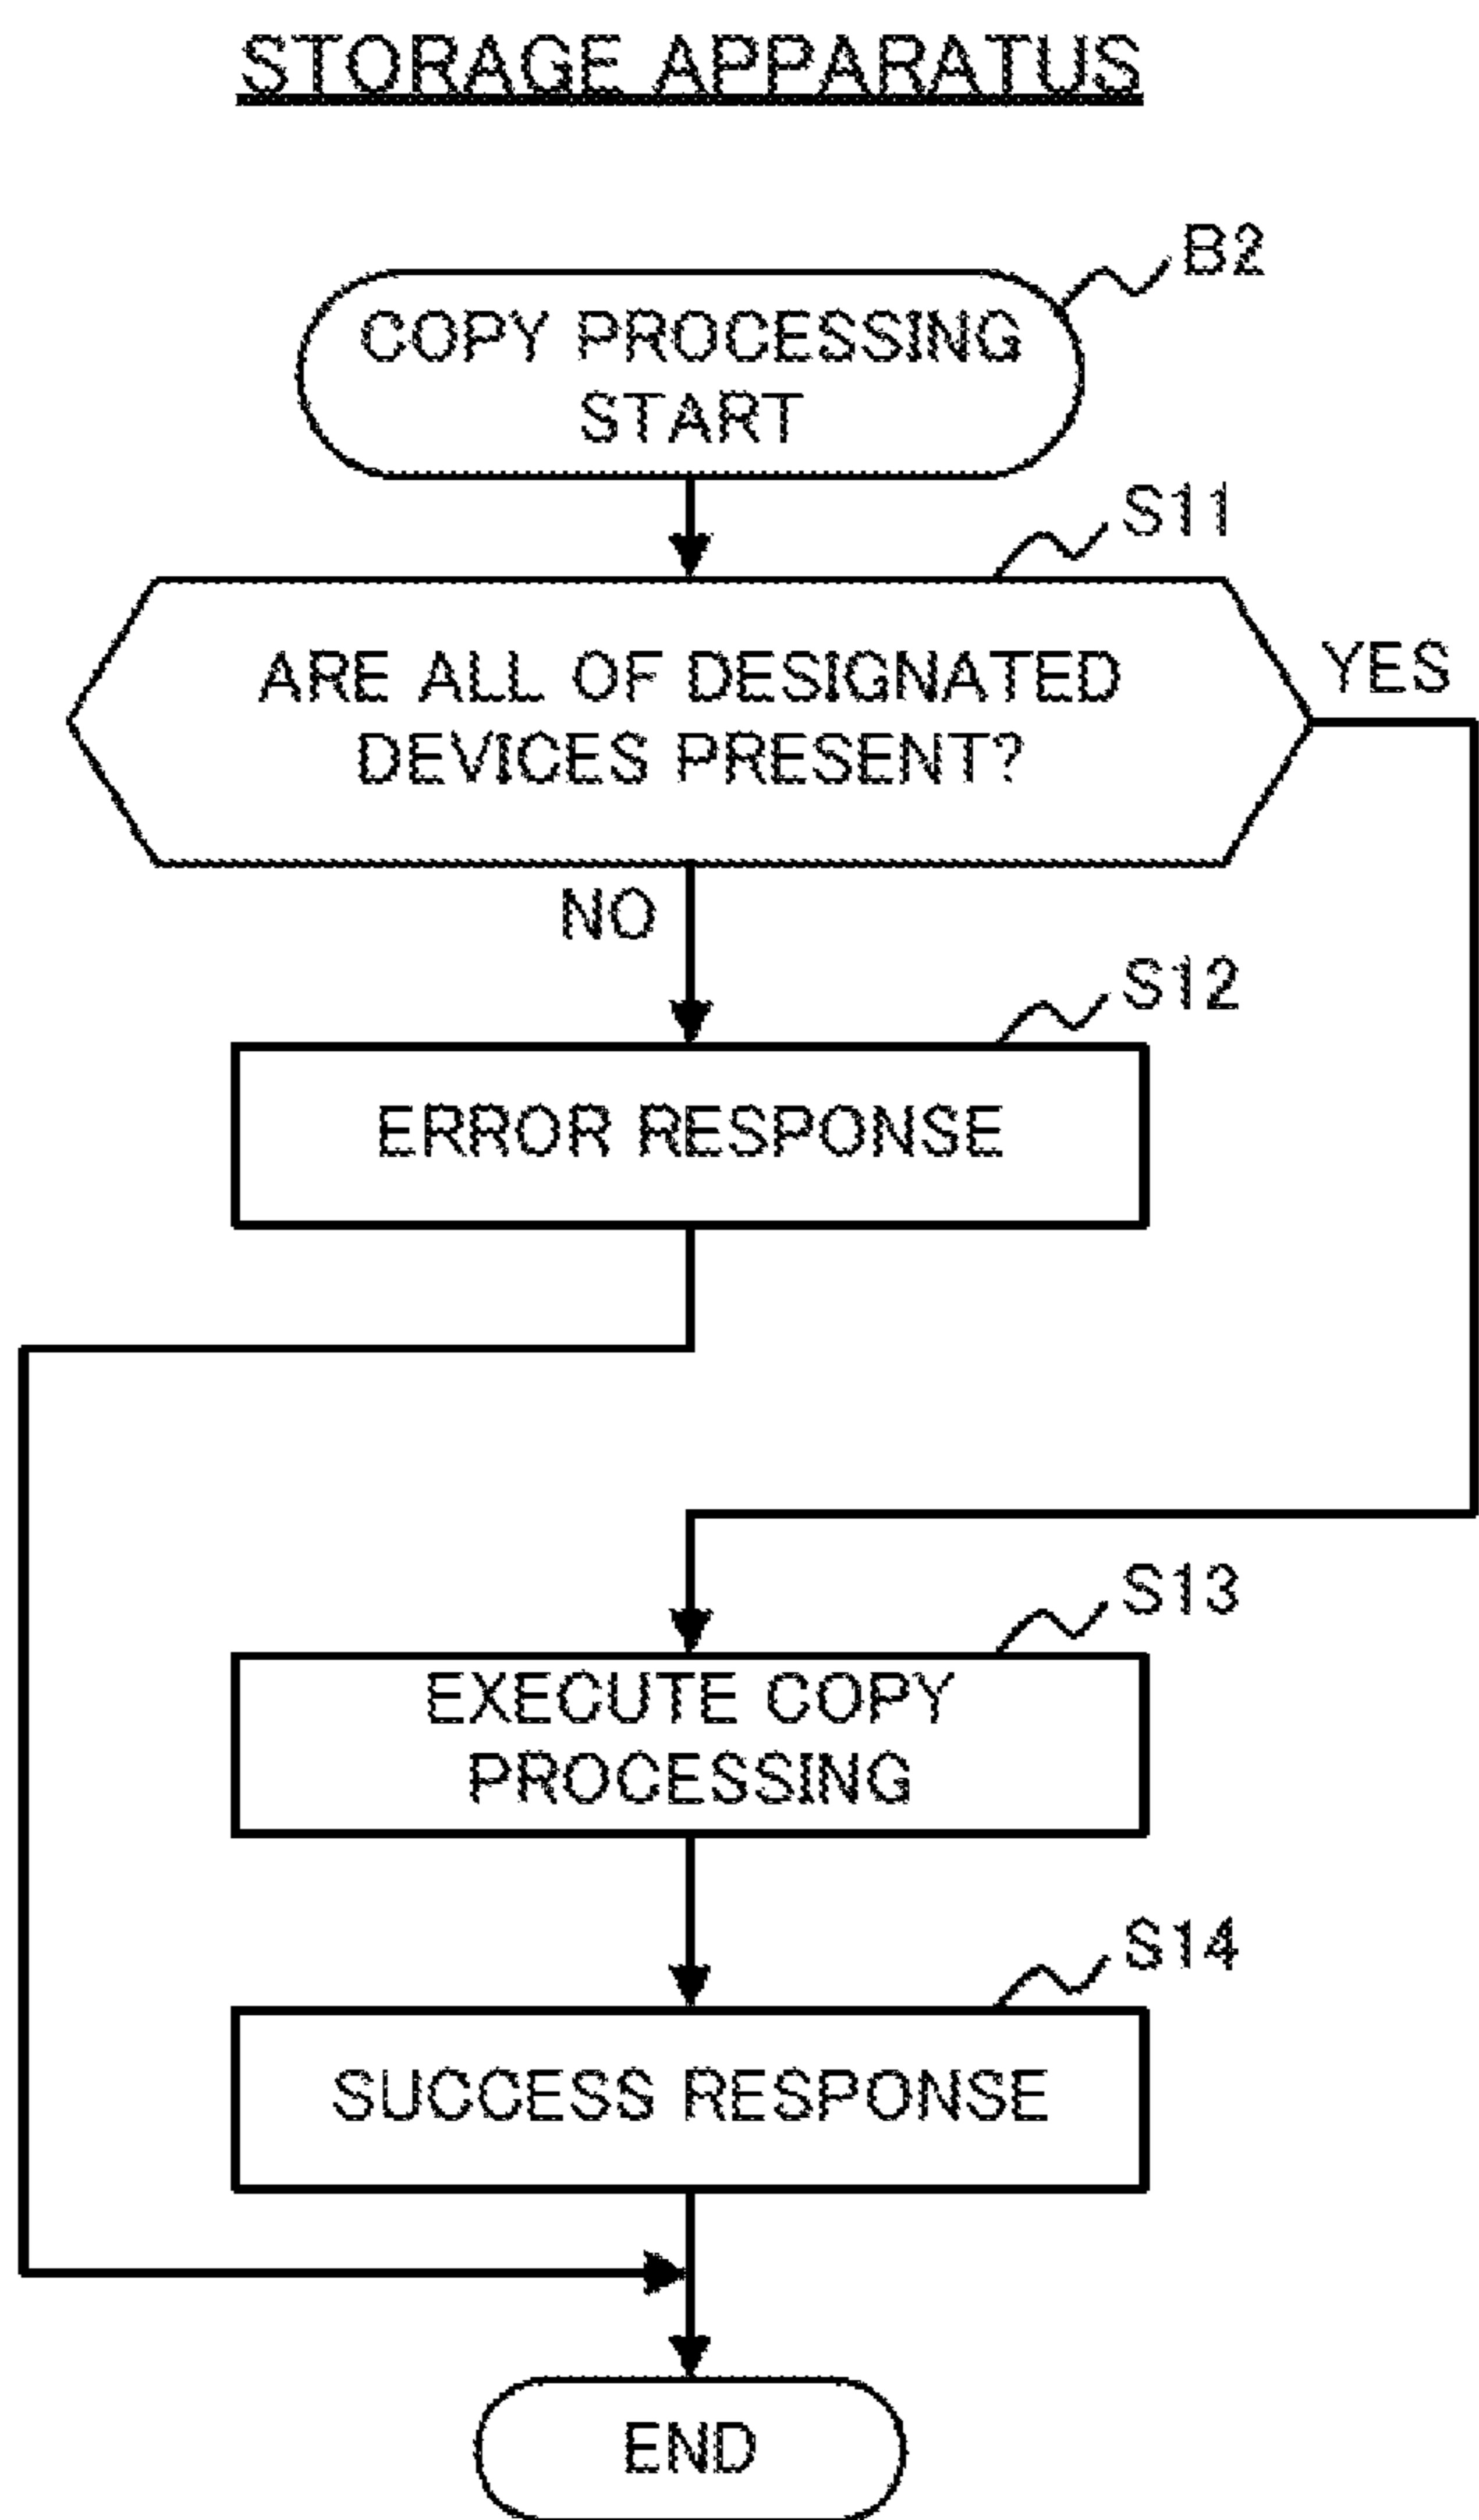 STORAGE APPARATUS
B2
COPY PROCESSING
START
S11
ARE ALL OF DESIGNATED
DEVICES PRESENT?
YES
NO
S12
ERROR RESPONSE
S13
EXECUTE COPY
PROCESSING
S14
SUCCESS RESPONSE
END